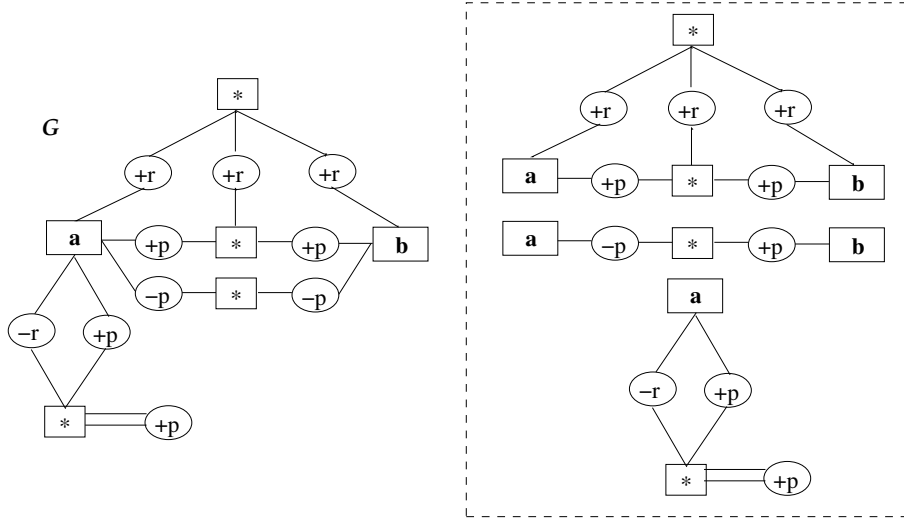 *
G
+r +r +r
a +p * +p b
−p * −p
−r +p
* +p
*
+r +r +r
a +p * +p b
a −p * +p b
a
−r +p
* +p